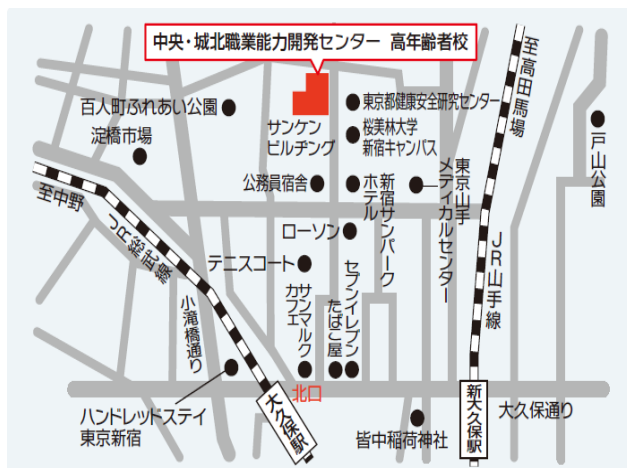 中央・城北職業能力開発センター 高年齢者校
至高田馬場
百人町ふれあい公園
淀橋市場
サンケン
ビルヂング
東京都健康安全研究センター
桜美林大学
新宿キャンパス
戸山公園
至中野
JR総武線
公務員宿舎
新宿サンパーク
ホテル
東京山手
メディカルセンター
ローソン
テニスコート
JR山手線
小滝橋通り
サンマルク
カフェ
たばこ屋
セブンイレブン
北口
ハンドレッドステイ
東京新宿
大久保駅
皆中稲荷神社
新大久保駅
大久保通り